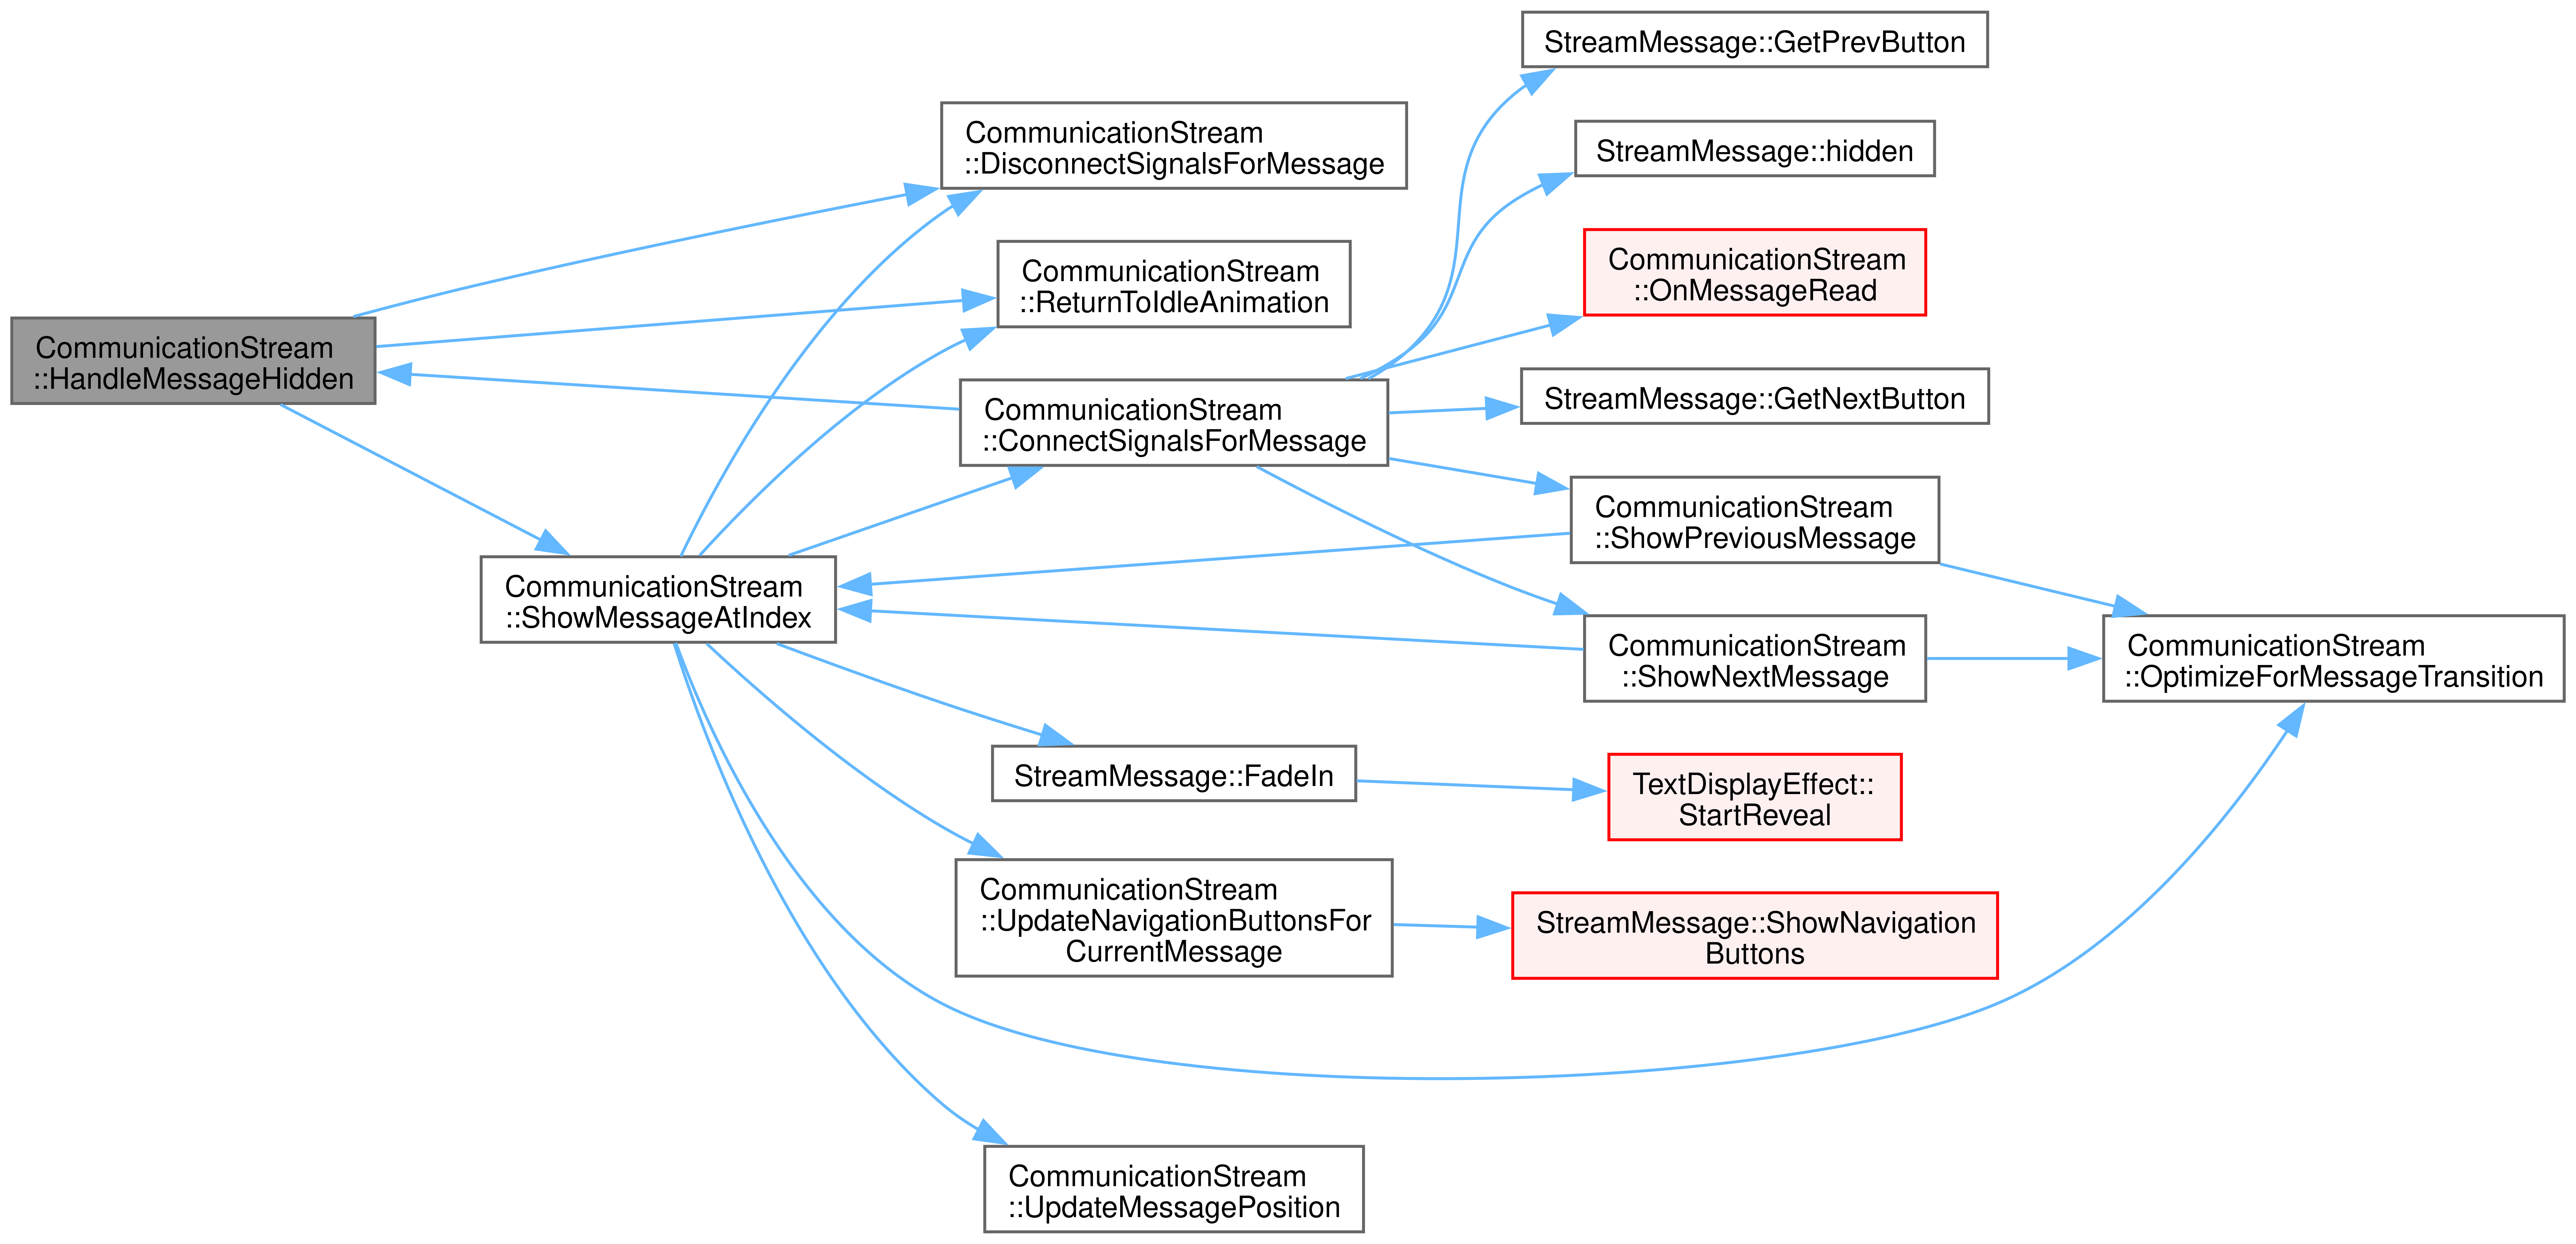 CommunicationStream
::HandleMessageHidden
CommunicationStream
::DisconnectSignalsForMessage
CommunicationStream
::ReturnToIdleAnimation
CommunicationStream
::ShowMessageAtIndex
CommunicationStream
::ConnectSignalsForMessage
StreamMessage::GetPrevButton
StreamMessage::hidden
CommunicationStream
::OnMessageRead
StreamMessage::GetNextButton
CommunicationStream
::ShowPreviousMessage
CommunicationStream
::ShowNextMessage
CommunicationStream
::OptimizeForMessageTransition
StreamMessage::FadeIn
TextDisplayEffect::
StartReveal
CommunicationStream
::UpdateNavigationButtonsFor
CurrentMessage
StreamMessage::ShowNavigation
Buttons
CommunicationStream
::UpdateMessagePosition